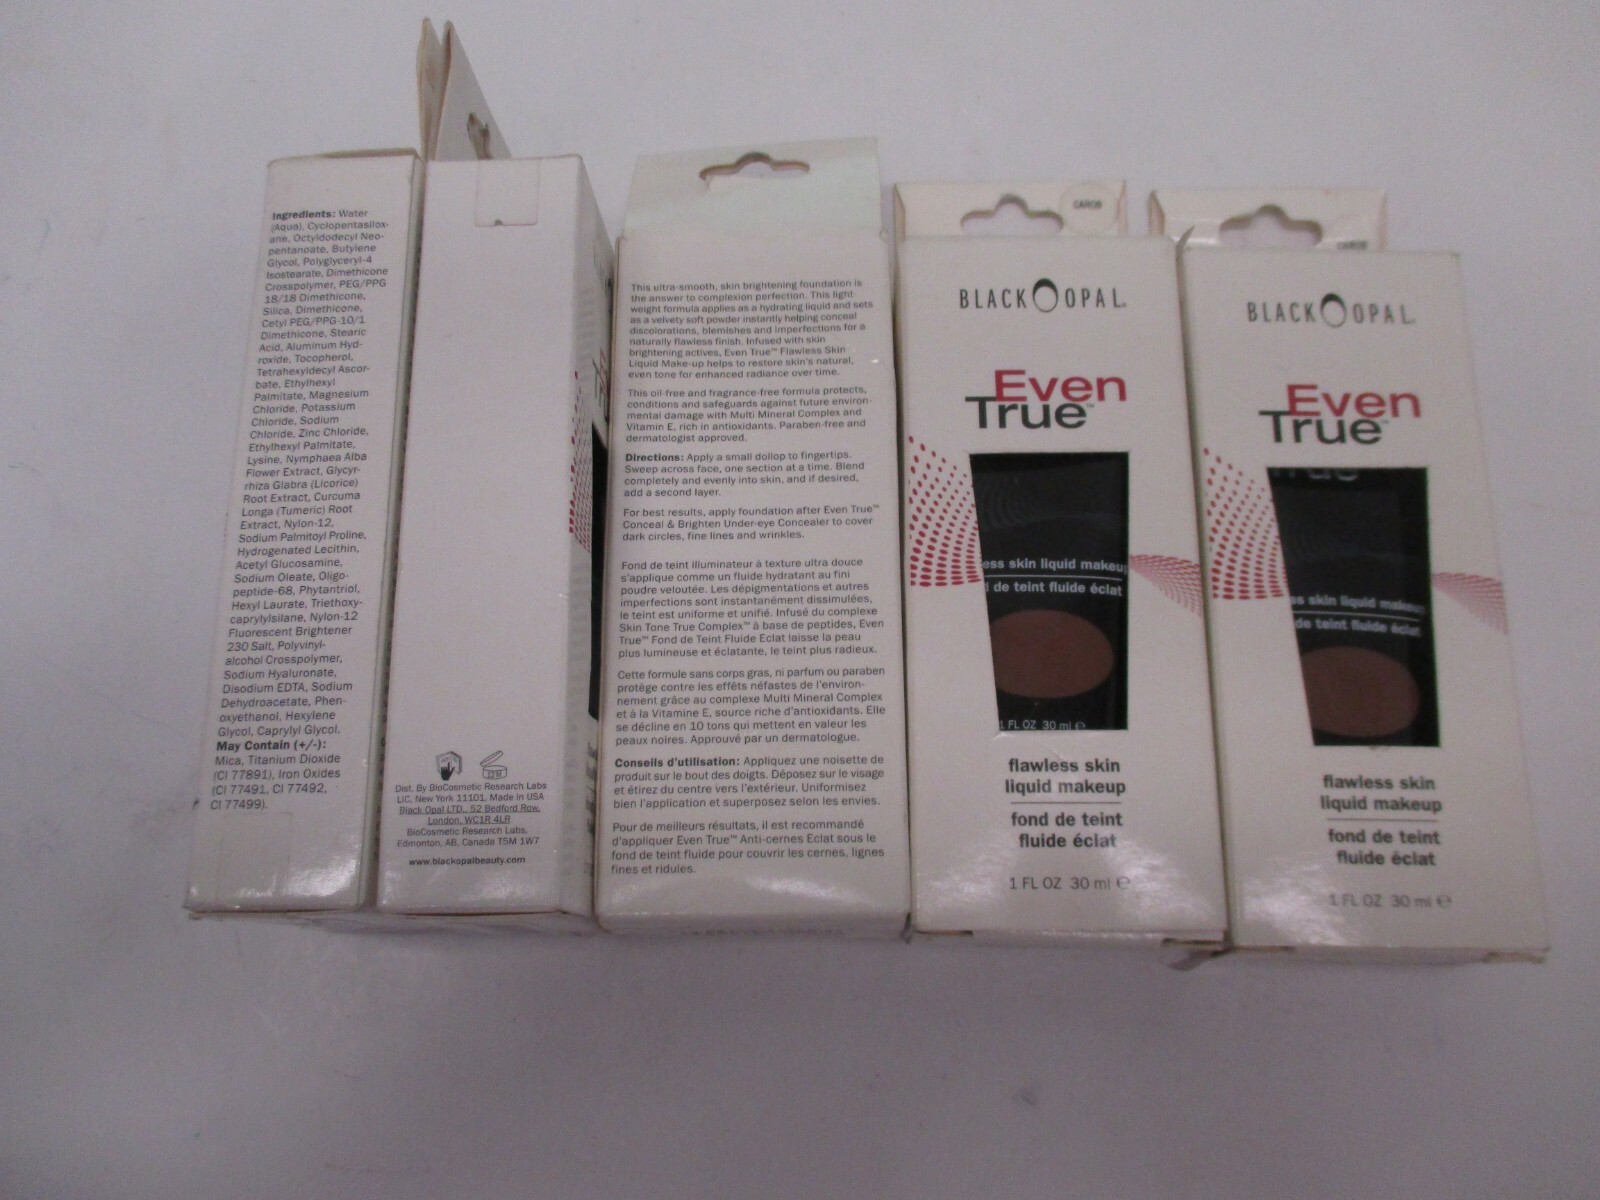 Ingredients: Water
(Aqua), Cyclopentasilox-
ane, Octyldodecyl Neo-
pentanoate, Butylene
Glycol, Polyglyceryl-4
Isostearate, Dimethicone
Crosspolymer, PEG/PPG
18/18 Dimethicone,
Silica, Dimethicone,
Cetyl PEG/PPG-10/1
Dimethicone, Stearic
Acid, Aluminum Hyd-
roxide, Tocopherol,
Tetrahexyldecyl Ascor-
bate, Ethylhexyl
Palmitate, Magnesium
Chloride, Potassium
Chloride, Sodium
Chloride, Zinc Chloride,
Ethylhexyl Palmitate,
Lysine, Nymphaea Alba
Flower Extract, Glycyr-
rhiza Glabra (Licorice)
Root Extract, Curcuma
Longa (Tumeric) Root
Extract, Nylon-12,
Sodium Palmitoyl Proline,
Hydrogenated Lecithin,
Acetyl Glucosamine,
Sodium Oleate, Oligo-
peptide-68, Phytantriol,
Hexyl Laurate, Triethoxy-
caprylylsilane, Nylon-12
Fluorescent Brightener
230 Salt, Polyvinyl-
alcohol Crosspolymer,
Sodium Hyaluronate,
Disodium EDTA, Sodium
Dehydroacetate, Phen-
oxyethanol, Hexylene
Glycol, Caprylyl Glycol.
May Contain (+/-):
Mica, Titanium Dioxide
(CI 77891), Iron Oxides
(CI 77491, CI 77492,
CI 77499).
12 M
Dist. By BioCosmetic Research Labs
LIC, New York 11101, Made in USA
Black Opal LTD., 52 Bedford Row,
London, WC1R 4LR
BioCosmetic Research Labs,
Edmonton, AB, Canada T5M 1W7
www.blackopalbeauty.com
This ultra-smooth, skin brightening foundation is
the answer to complexion perfection. This light-
weight formula applies as a hydrating liquid and sets
as a velvety soft powder instantly helping conceal
discolorations, blemishes and imperfections for a
naturally flawless finish. Infused with skin
brightening actives, Even True™ Flawless Skin
Liquid Make-up helps to restore skin's natural,
even tone for enhanced radiance over time.
This oil-free and fragrance-free formula protects,
conditions and safeguards against future environ-
mental damage with Multi Mineral Complex and
Vitamin E, rich in antioxidants. Paraben-free and
dermatologist approved.
Directions: Apply a small dollop to fingertips.
Sweep across face, one section at a time. Blend
completely and evenly into skin, and if desired,
add a second layer.
For best results, apply foundation after Even True™
Conceal & Brighten Under-eye Concealer to cover
dark circles, fine lines and wrinkles.
Fond de teint illuminateur à texture ultra douce
s'applique comme un fluide hydratant au fini
poudre veloutée. Les dépigmentations et autres
imperfections sont instantanément dissimulées,
le teint est uniforme et unifié. Infusé du complexe
Skin Tone True Complex™ à base de peptides, Even
True™ Fond de Teint Fluide Eclat laisse la peau
plus lumineuse et éclatante, le teint plus radieux.
Cette formule sans corps gras, ni parfum ou paraben
protège contre les effêts néfastes de l'environ-
nement grâce au complexe Multi Mineral Complex
et à la Vitamine E, source riche d'antioxidants. Elle
se décline en 10 tons qui mettent en valeur les
peaux noires. Approuvé par un dermatologue.
Conseils d'utilisation: Appliquez une noisette de
produit sur le bout des doigts. Déposez sur le visage
et étirez du centre vers l'extérieur. Uniformisez
bien l'application et superposez selon les envies.
Pour de meilleurs résultats, il est recommandé
d'appliquer Even True™ Anti-cernes Eclat sous le
fond de teint fluide pour couvrir les cernes, lignes
fines et ridules.
CAROB
BLACK OPAL
Even
True™
ess skin liquid makeup
de teint fluide éclat
1 FL OZ 30 ml e
flawless skin
liquid makeup
fond de teint
fluide éclat
1 FL OZ 30 ml e
CAROB
BLACK OPAL
Even
True™
ss skin liquid makeup
de teint fluide éclat
flawless skin
liquid makeup
fond de teint
fluide éclat
1 FL OZ 30 ml e